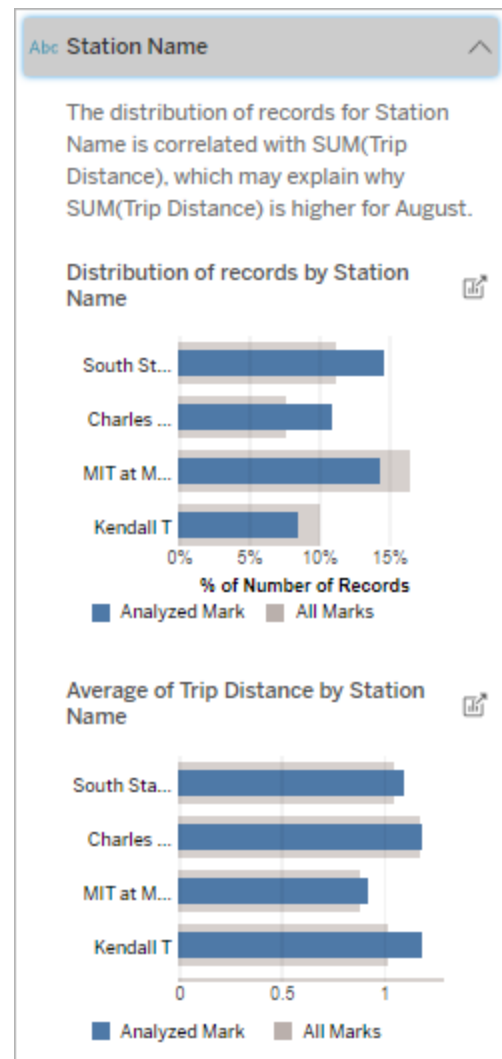 Abc Station Name
The distribution of records for Station
Name is correlated with SUM(Trip
Distance), which may explain why
SUM(Trip Distance) is higher for August.
Distribution of records by Station
Name
South St...
Charles ...
MIT at M...
Kendall T
0% 5% 10% 15%
% of Number of Records
Analyzed Mark All Marks
Average of Trip Distance by Station
Name
South Sta...
Charles ...
MIT at M...
Kendall T
0 0.5 1
Analyzed Mark All Marks